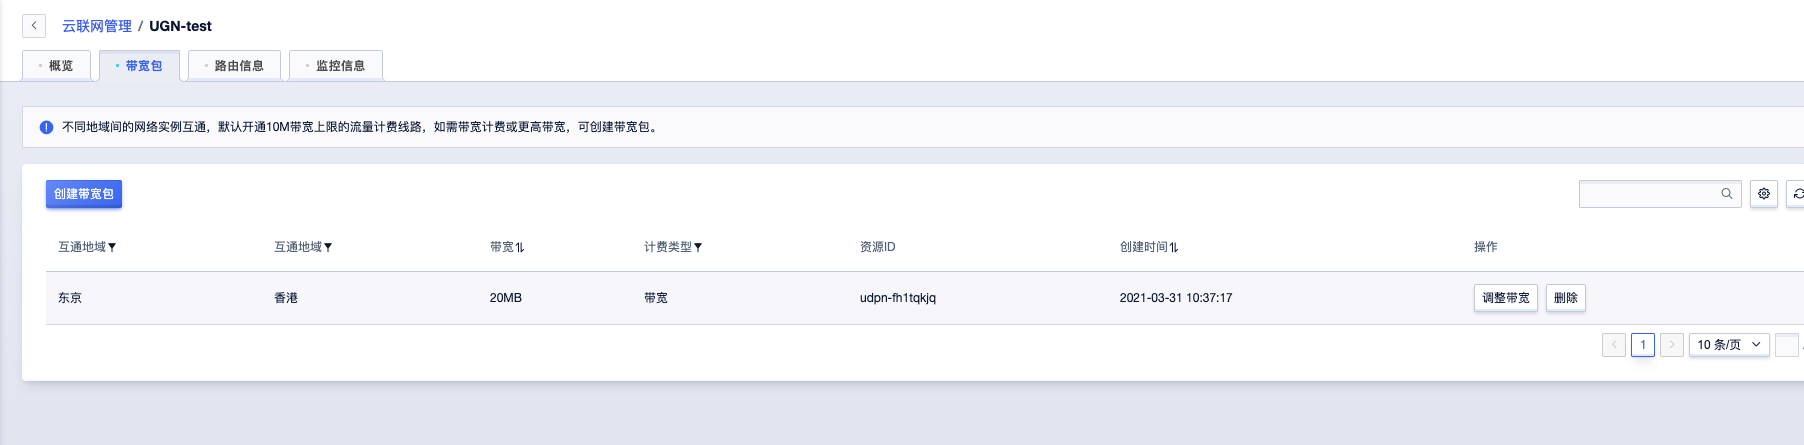 云联网管理 / UGN-test
概览 带宽包 路由信息 监控信息
不同地域间的网络实例互通，默认开通10M带宽上限的流量计费线路，如需带宽计费或更高带宽，可创建带宽包。
创建带宽包
互通地域 互通地域 带宽 计费类型 资源ID 创建时间 操作
东京 香港 20MB 带宽 udpn-fh1tqkjq 2021-03-31 10:37:17 调整带宽 删除
1 10 条/页